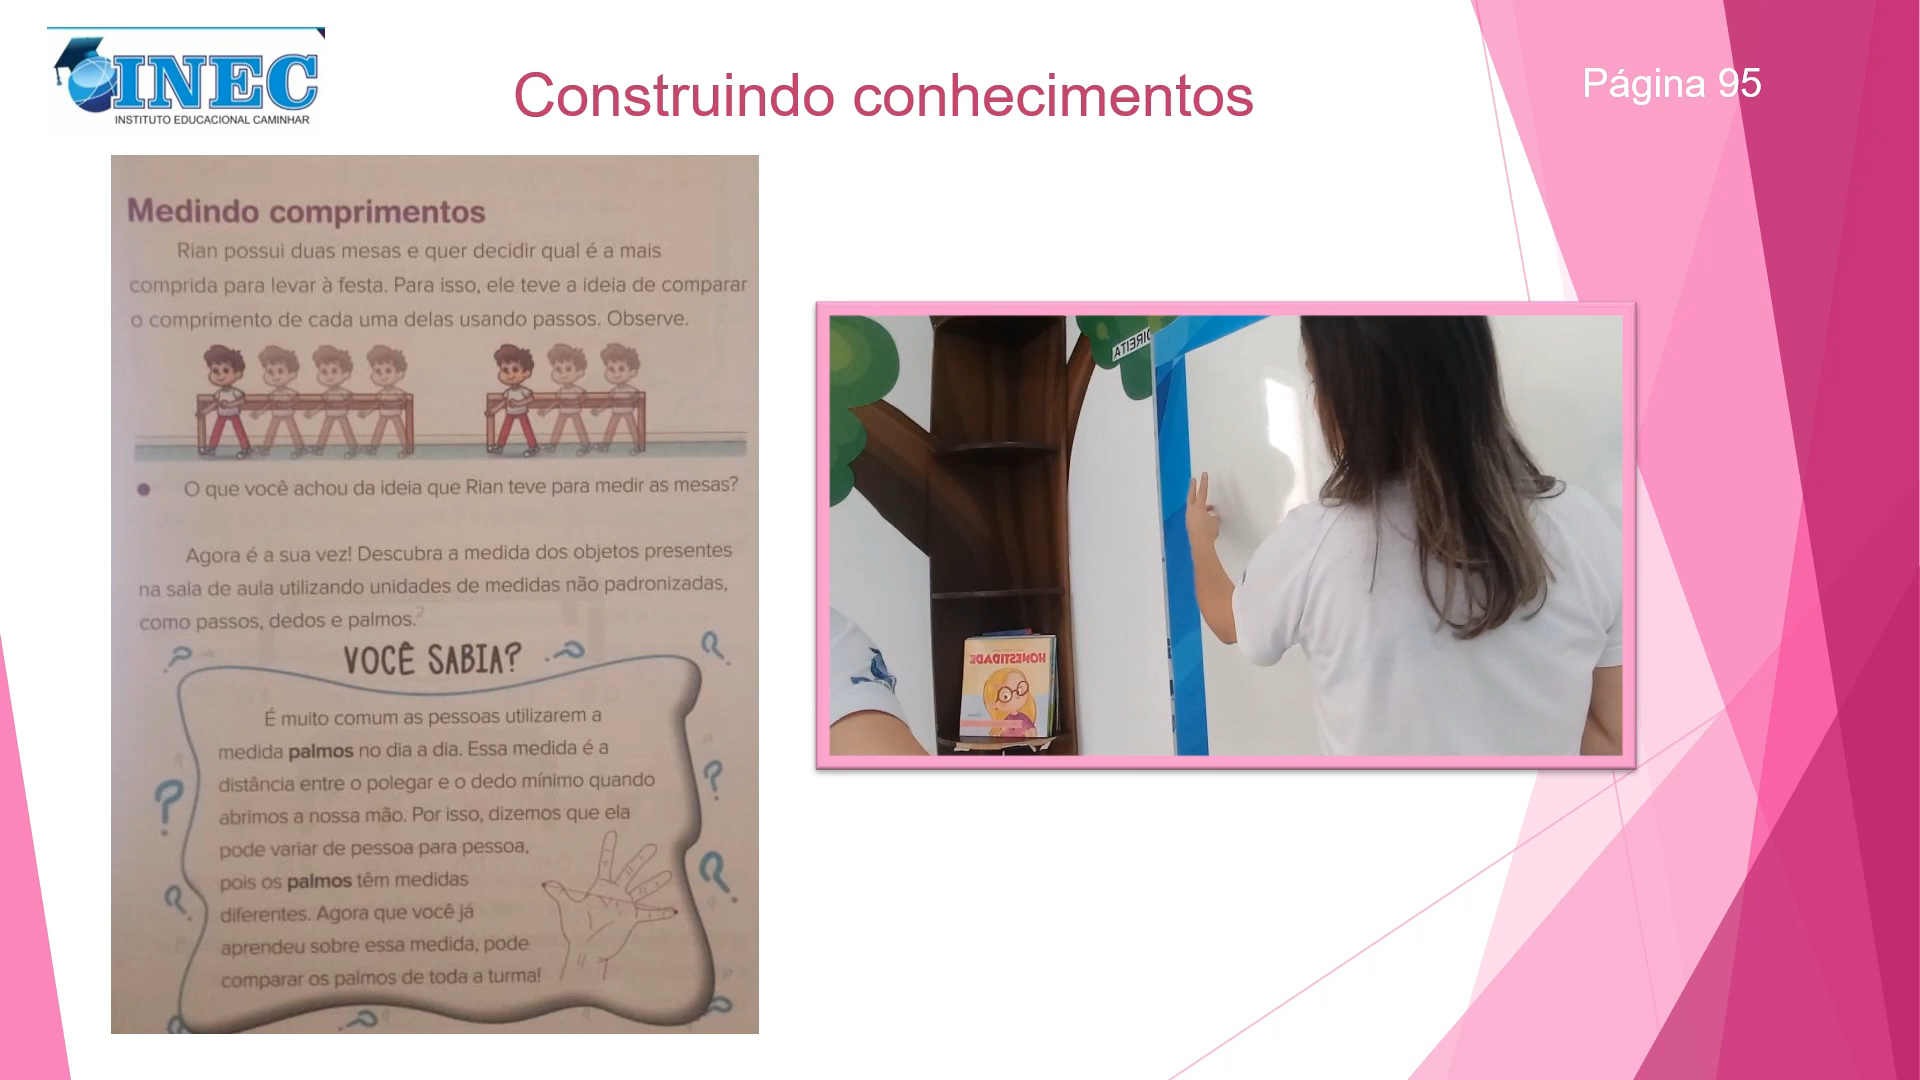 INEC
INSTITUTO EDUCACIONAL CAMINHAR
Construindo conhecimentos
Página 95
Medindo comprimentos
Rian possui duas mesas e quer decidir qual é a mais
comprida para levar à festa. Para isso, ele teve a ideia de comparar
o comprimento de cada uma delas usando passos. Observe.
O que você achou da ideia que Rian teve para medir as mesas?
Agora é a sua vez! Descubra a medida dos objetos presentes
na sala de aula utilizando unidades de medidas não padronizadas,
como passos, dedos e palmos.²
VOCÊ SABIA?
É muito comum as pessoas utilizarem a
medida palmos no dia a dia. Essa medida é a
distância entre o polegar e o dedo mínimo quando
abrimos a nossa mão. Por isso, dizemos que ela
pode variar de pessoa para pessoa,
pois os palmos têm medidas
diferentes. Agora que você já
aprendeu sobre essa medida, pode
comparar os palmos de toda a turma!
DIREITA
HONESTIDADE